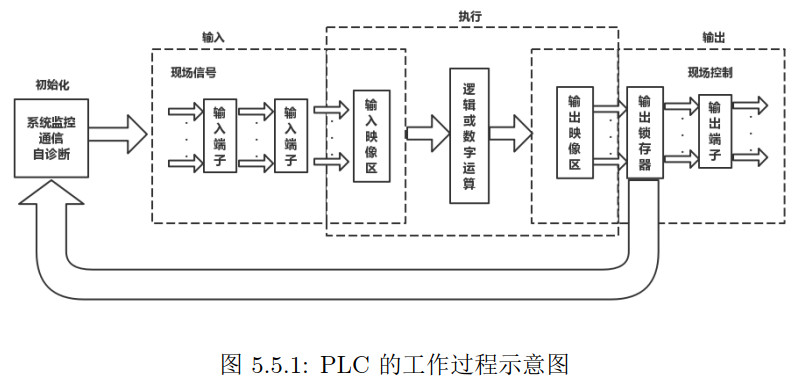 执行
输入
输出
初始化
现场信号
现场控制
系统监控
通信
自诊断
输入端子
输入端子
输入映像区
逻辑或数字运算
输出映像区
输出锁存器
输出端子
图 5.5.1: PLC 的工作过程示意图